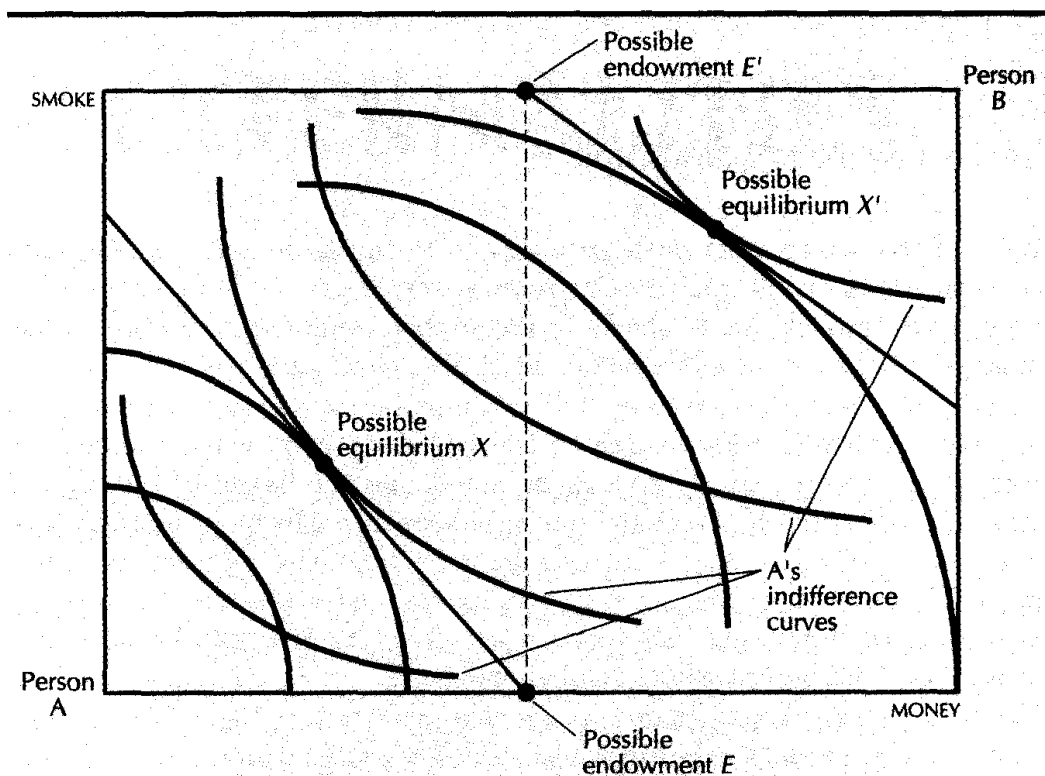 Possible
endowment E'
Person
B
SMOKE
Possible
equilibrium X'
Possible
equilibrium X
A's
indifference
curves
Person
A
MONEY
Possible
endowment E